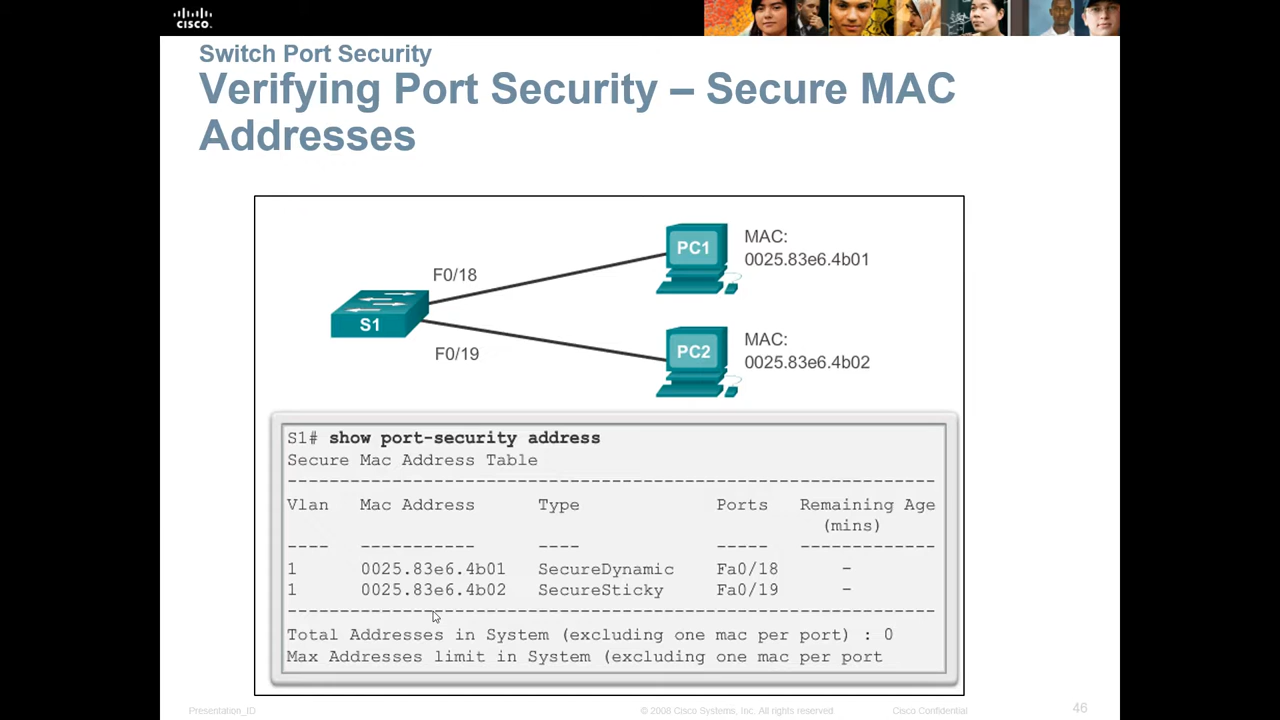 CISCO.
Switch Port Security
Verifying Port Security – Secure MAC
Addresses
PC1
MAC:
0025.83e6.4b01
F0/18
S1
F0/19
PC2
MAC:
0025.83e6.4b02
S1# show port-security address
Secure Mac Address Table
---------------------------------------------------------------
Vlan Mac Address Type Ports Remaining Age
(mins)
---- ----------- ---- ----- -------------
1 0025.83e6.4b01 SecureDynamic Fa0/18 -
1 0025.83e6.4b02 SecureSticky Fa0/19 -
---------------------------------------------------------------
Total Addresses in System (excluding one mac per port) : 0
Max Addresses limit in System (excluding one mac per port
Presentation_ID
© 2008 Cisco Systems, Inc. All rights reserved
Cisco Confidential
46